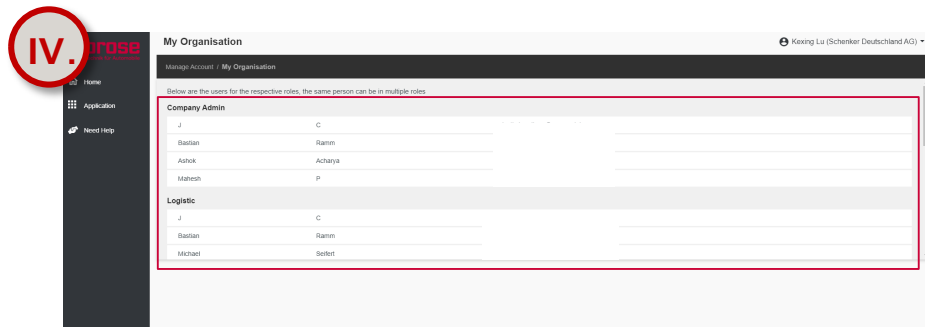 IV.
rose
My Organisation
Kexing Lu (Schenker Deutschland AG)
Manage Account / My Organisation
Home
Application
Need Help
Below are the users for the respective roles, the same person can be in multiple roles
Company Admin
J C
Bastian Ramm
Ashok Acharya
Mahesh P
Logistic
J C
Bastian Ramm
Michael Seifert